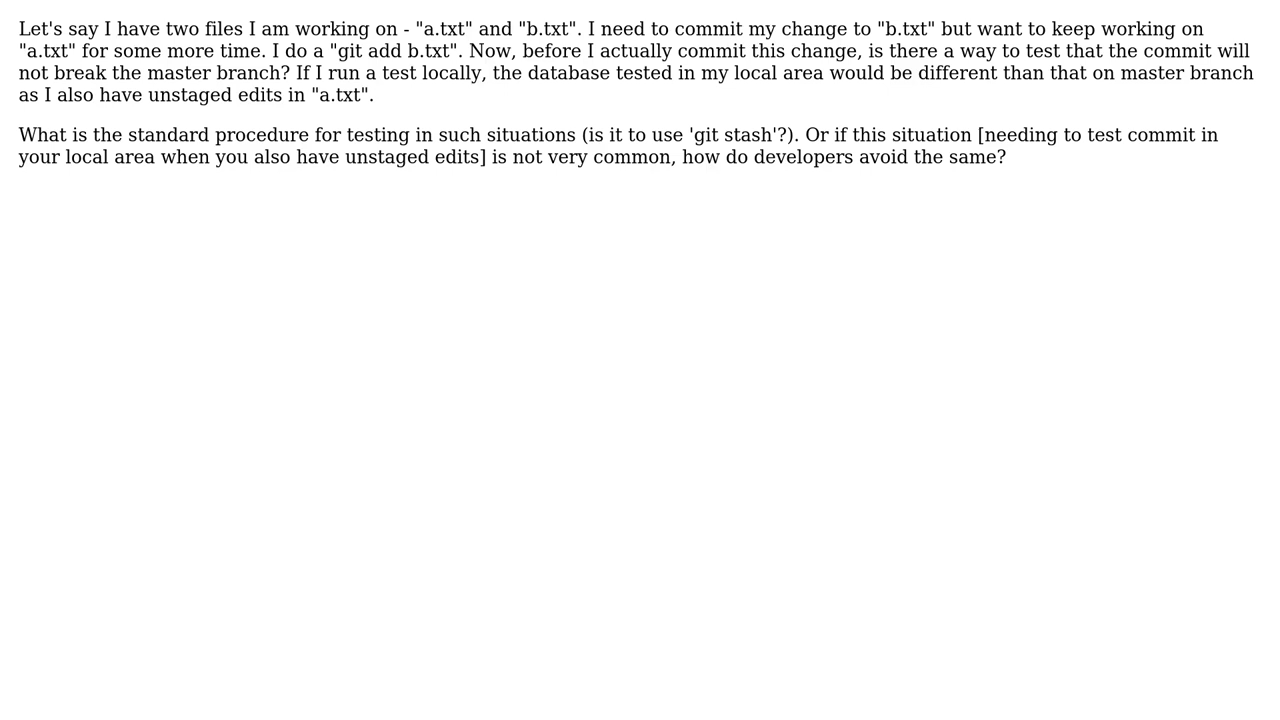 Let's say I have two files I am working on - "a.txt" and "b.txt". I need to commit my change to "b.txt" but want to keep working on
"a.txt" for some more time. I do a "git add b.txt". Now, before I actually commit this change, is there a way to test that the commit will
not break the master branch? If I run a test locally, the database tested in my local area would be different than that on master branch
as I also have unstaged edits in "a.txt".
What is the standard procedure for testing in such situations (is it to use 'git stash'?). Or if this situation [needing to test commit in
your local area when you also have unstaged edits] is not very common, how do developers avoid the same?